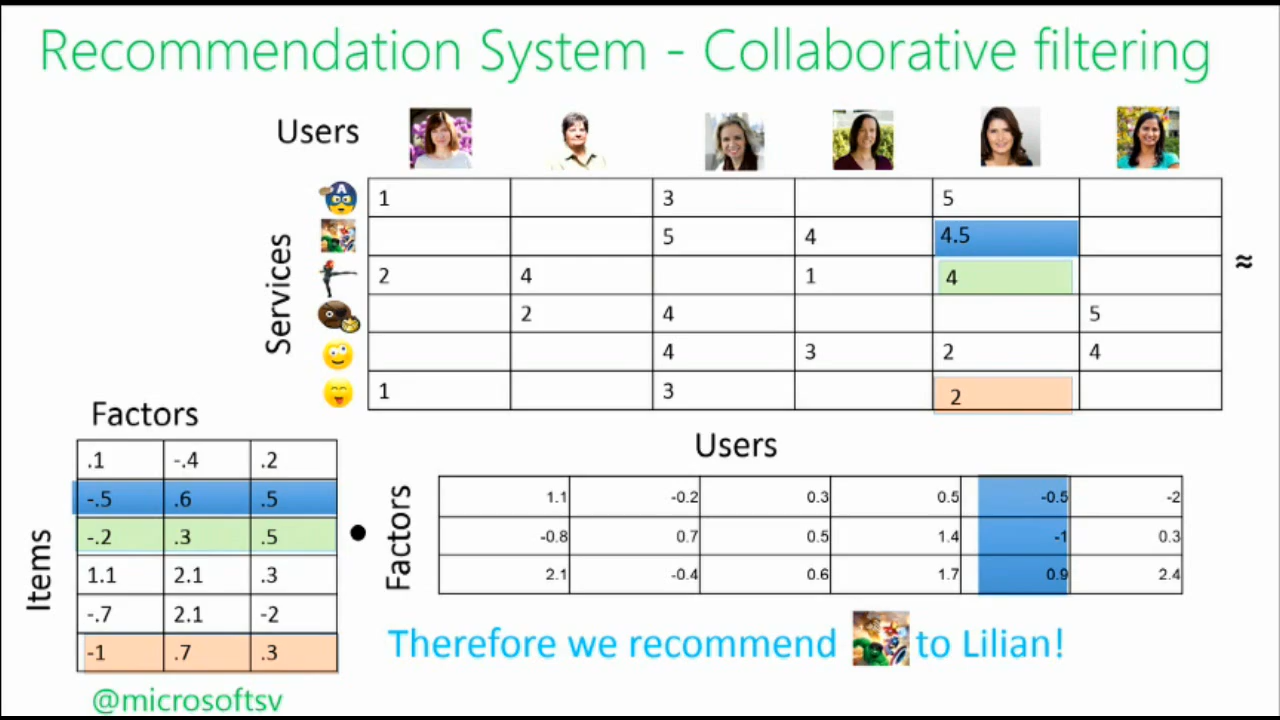 Recommendation System - Collaborative filtering
Users
Services
1 3 5
5 4 4.5
2 4 1 4
2 4 5
4 3 2 4
1 3 2
≈
Factors
Items
.1 -.4 .2
-.5 .6 .5
-.2 .3 .5
1.1 2.1 .3
-.7 2.1 -2
-1 .7 .3
•
Users
Factors
1.1 -0.2 0.3 0.5 -0.5 -2
-0.8 0.7 0.5 1.4 -1 0.3
2.1 -0.4 0.6 1.7 0.9 2.4
Therefore we recommend to Lilian!
@microsoftsv